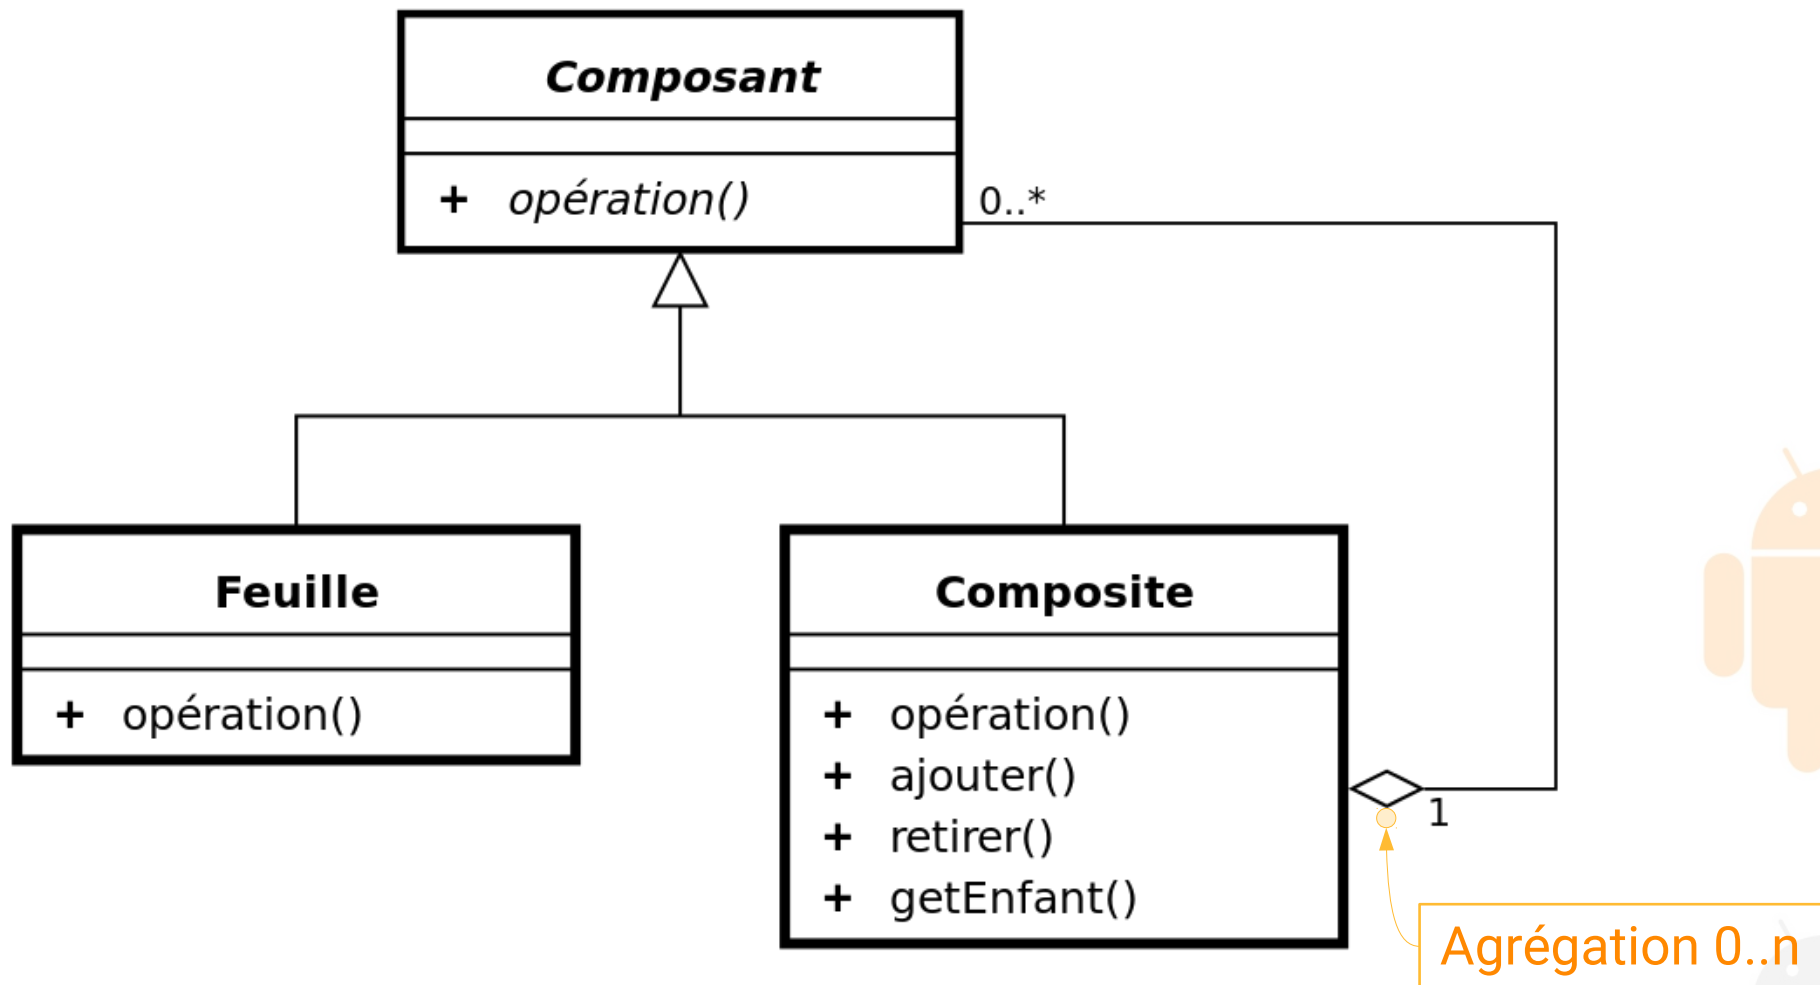 Composant
+ opération()
0..*
Feuille
+ opération()
Composite
+ opération()
+ ajouter()
+ retirer()
+ getEnfant()
1
Agrégation 0..n